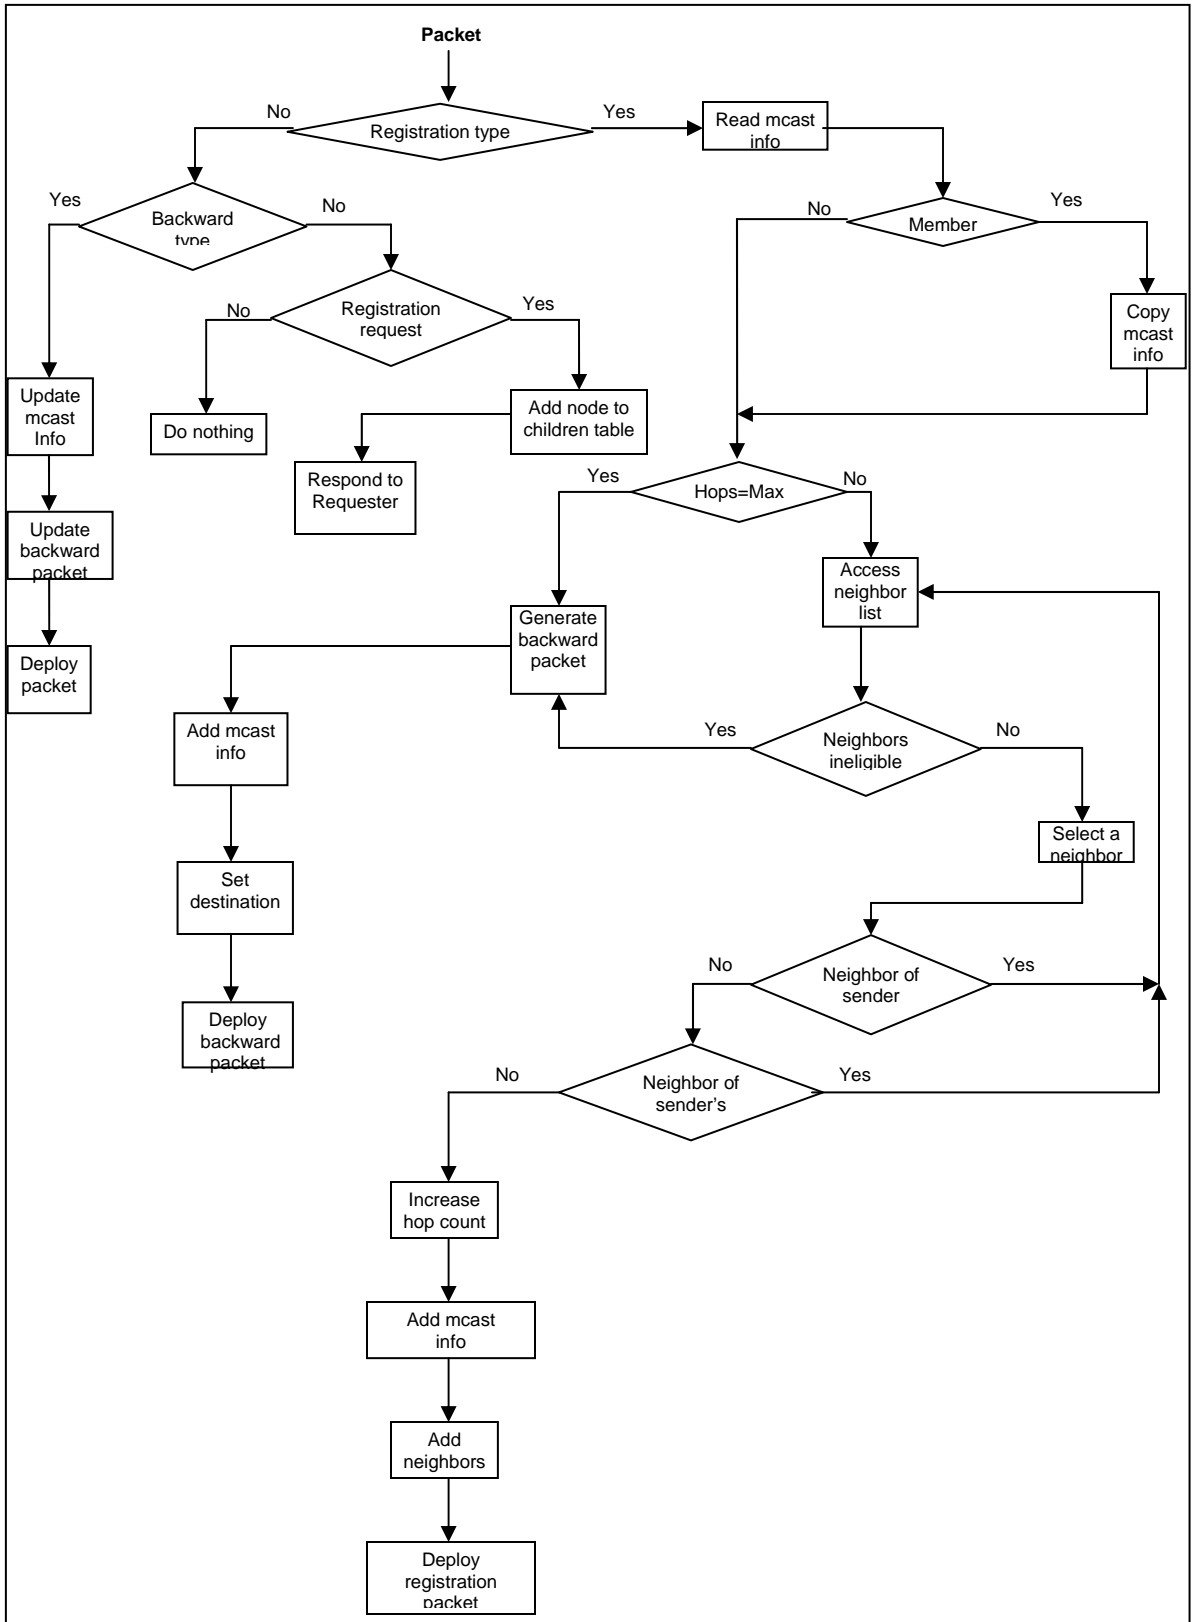 Packet
No
Yes
Registration type
Read mcast
info
Yes
No
Backward
type
No
Yes
Member
No
Yes
Registration
request
Copy
mcast
info
Update
mcast
Info
Do nothing
Add node to
children table
Respond to
Requester
Yes
No
Hops=Max
Update
backward
packet
Access
neighbor
list
Generate
backward
packet
Deploy
packet
Add mcast
info
Yes
No
Neighbors
ineligible
Select a
neighbor
Set
destination
No
Yes
Neighbor of
sender
Deploy
backward
packet
No
Yes
Neighbor of
sender's
Increase
hop count
Add mcast
info
Add
neighbors
Deploy
registration
packet